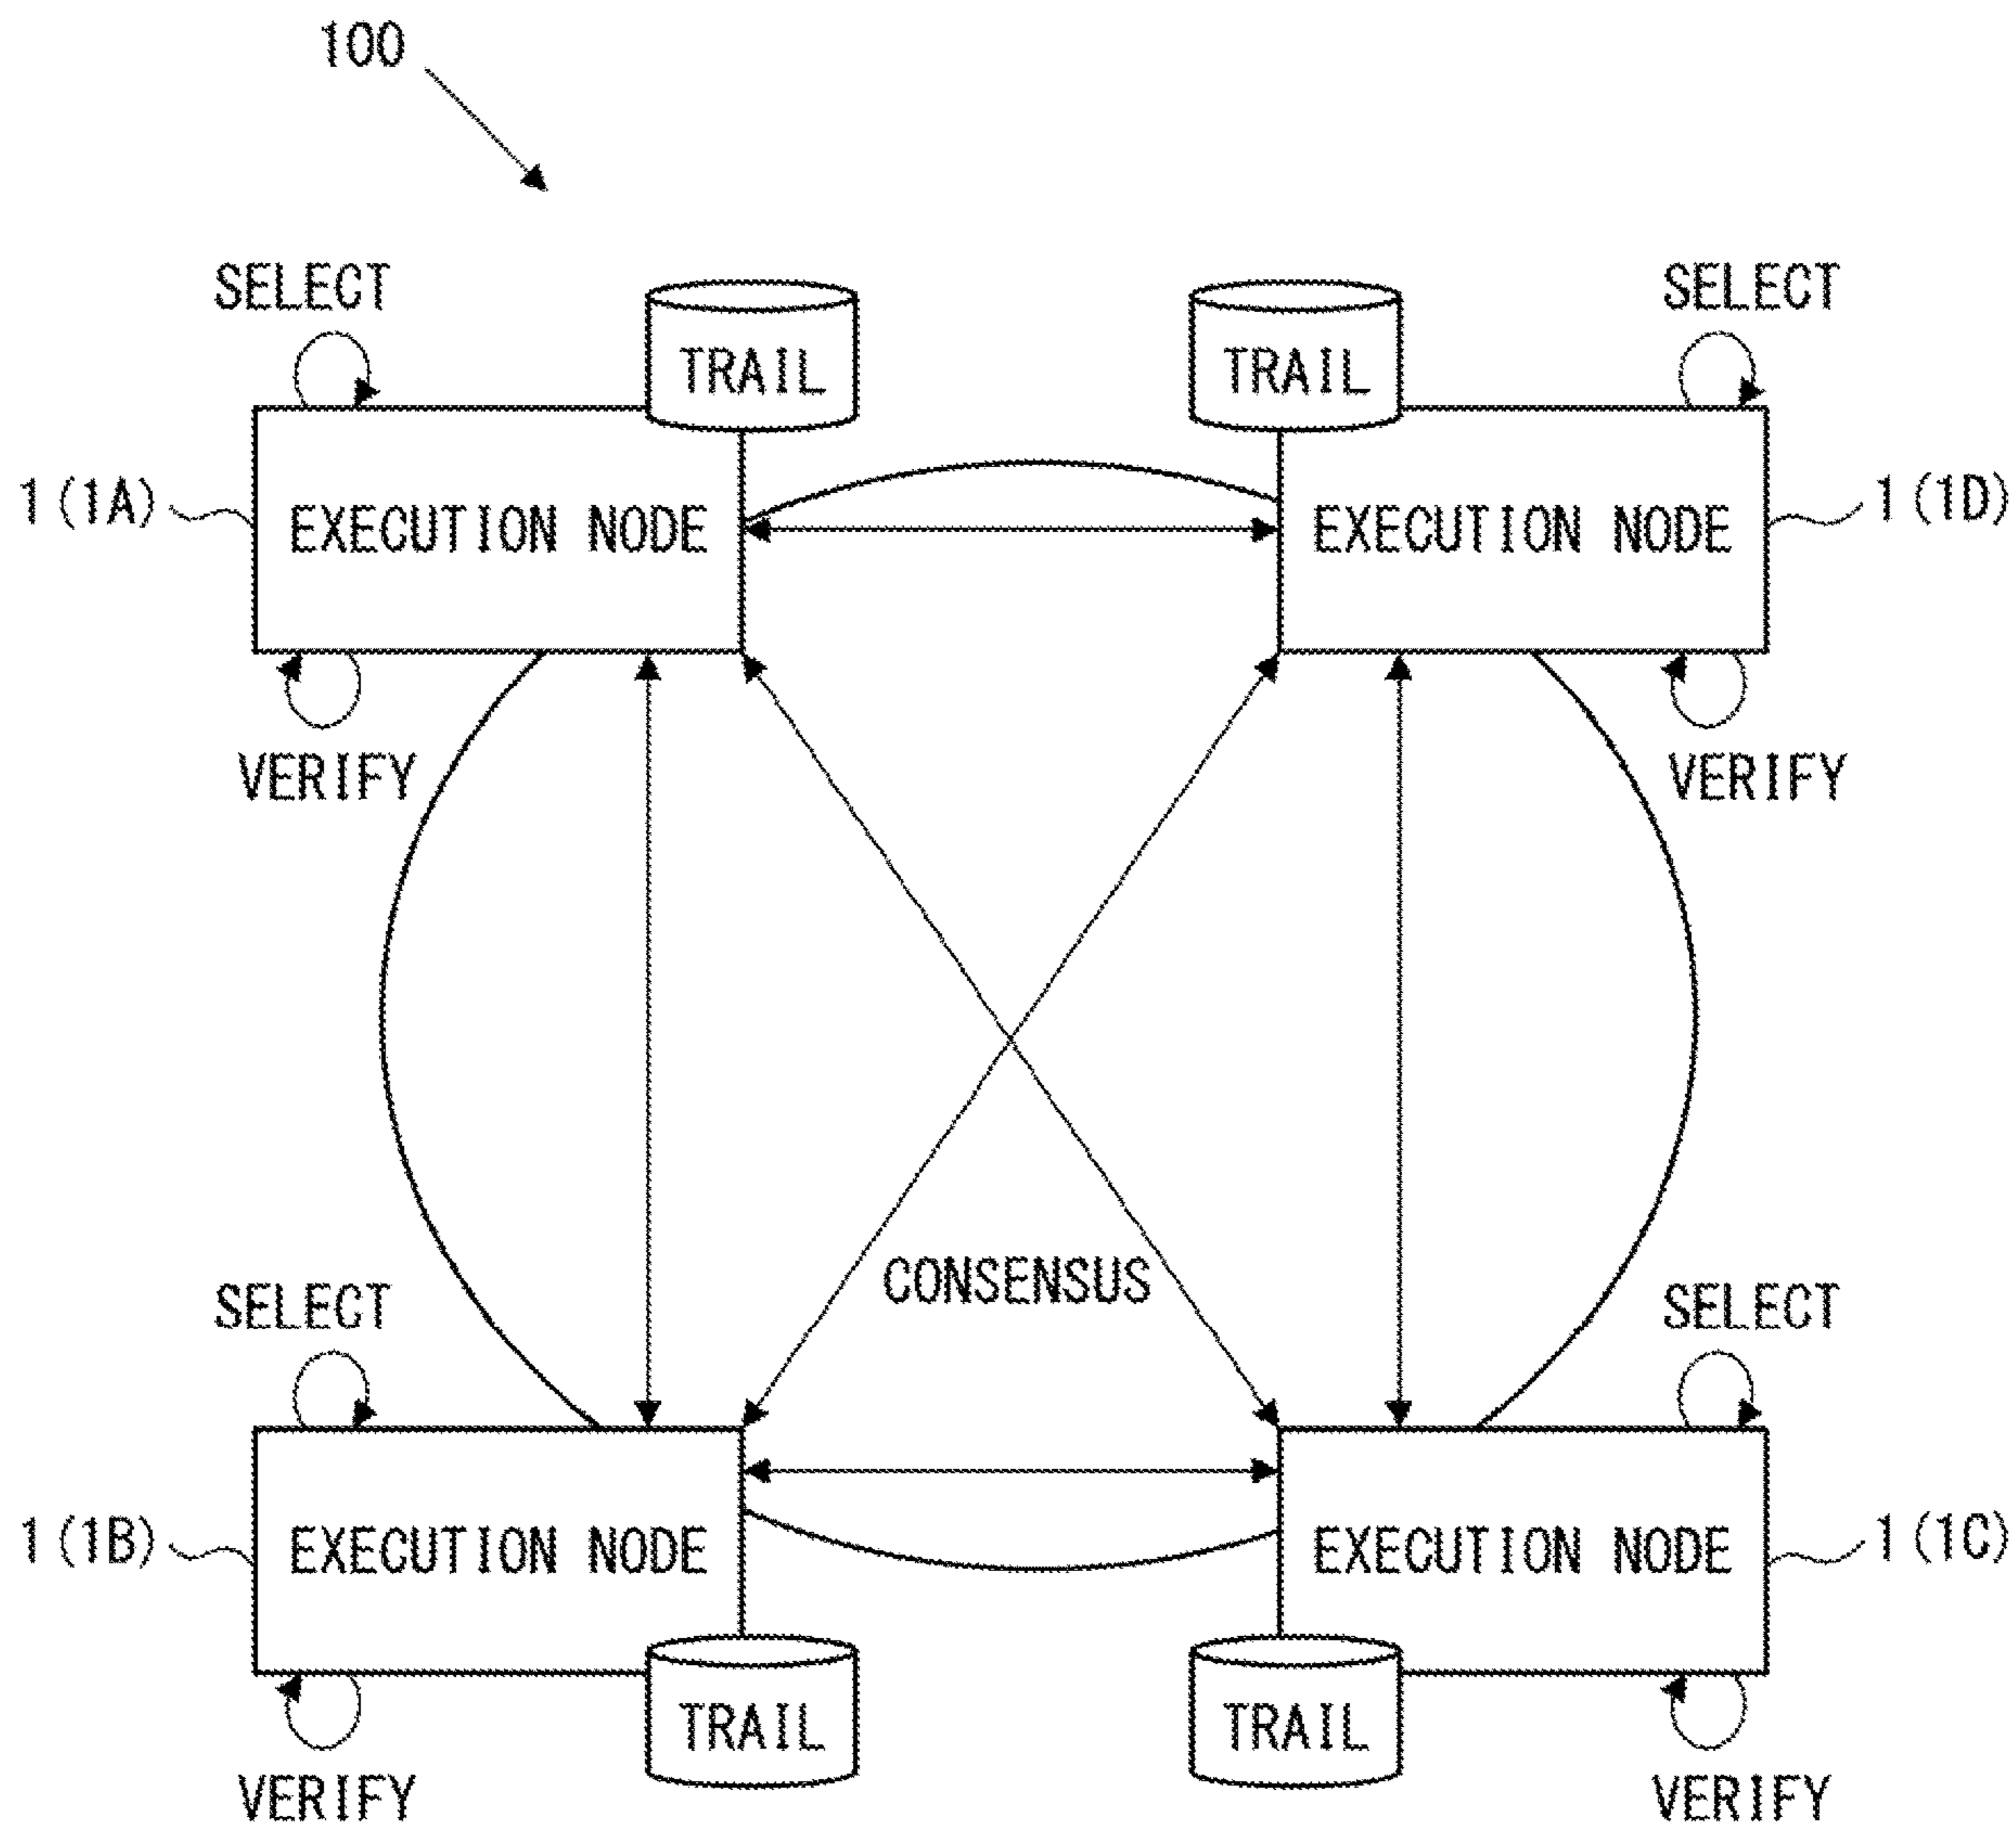 100
SELECT
SELECT
TRAIL
TRAIL
1(1A)
EXECUTION NODE
EXECUTION NODE
1(1D)
VERIFY
VERIFY
CONSENSUS
SELECT
SELECT
1(1B)
EXECUTION NODE
EXECUTION NODE
1(1C)
TRAIL
TRAIL
VERIFY
VERIFY